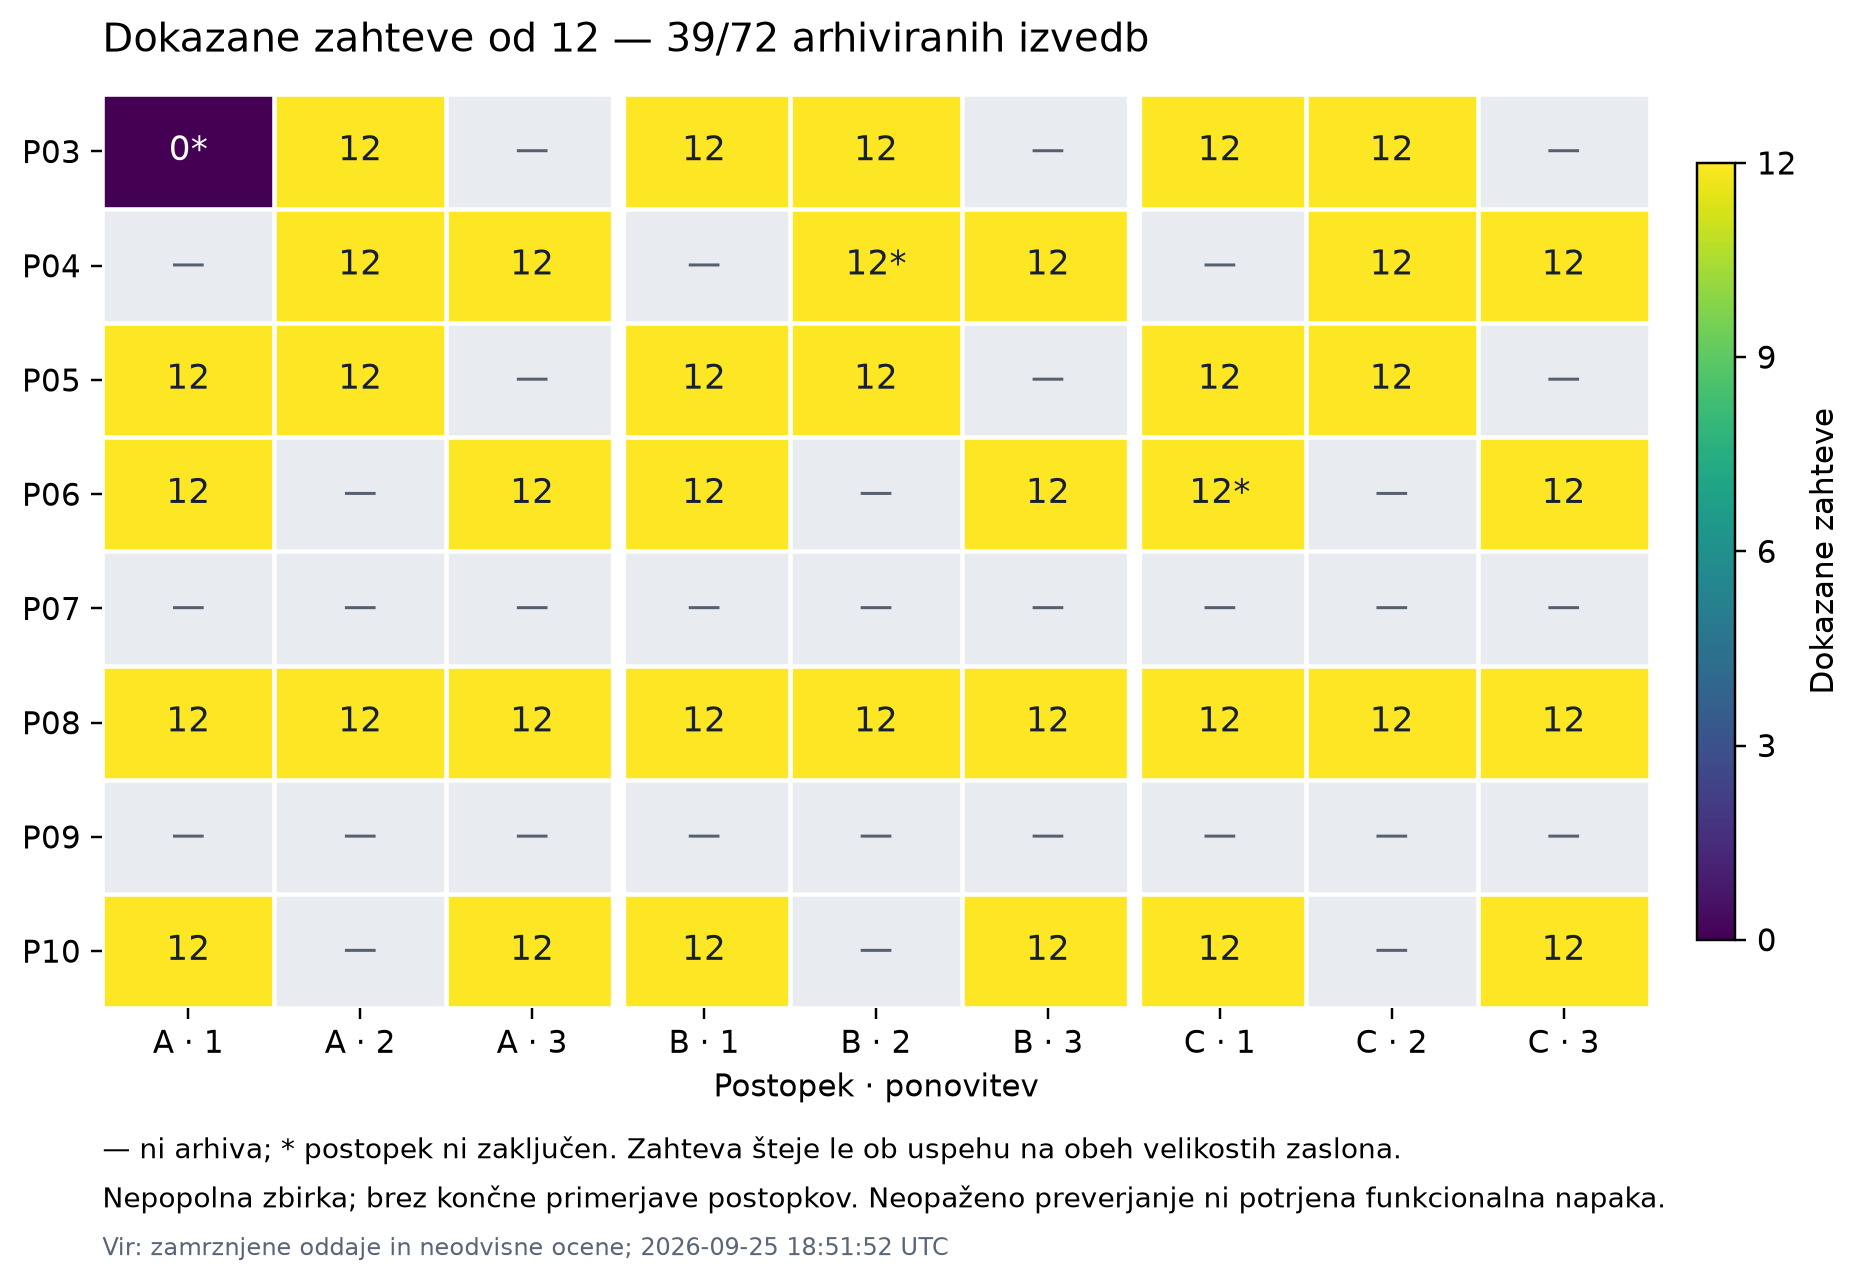 Dokazane zahteve od 12 — 39/72 arhiviranih izvedb
P03 0* 12 — 12 12 — 12 12 —
P04 — 12 12 — 12* 12 — 12 12
P05 12 12 — 12 12 — 12 12 —
P06 12 — 12 12 — 12 12* — 12
P07 — — — — — — — — —
P08 12 12 12 12 12 12 12 12 12
P09 — — — — — — — — —
P10 12 — 12 12 — 12 12 — 12
A · 1 A · 2 A · 3 B · 1 B · 2 B · 3 C · 1 C · 2 C · 3
Postopek · ponovitev
12
9
6
3
0
Dokazane zahteve
— ni arhiva; * postopek ni zaključen. Zahteva šteje le ob uspehu na obeh velikostih zaslona.
Nepopolna zbirka; brez končne primerjave postopkov. Neopaženo preverjanje ni potrjena funkcionalna napaka.
Vir: zamrznjene oddaje in neodvisne ocene; 2026-09-25 18:51:52 UTC